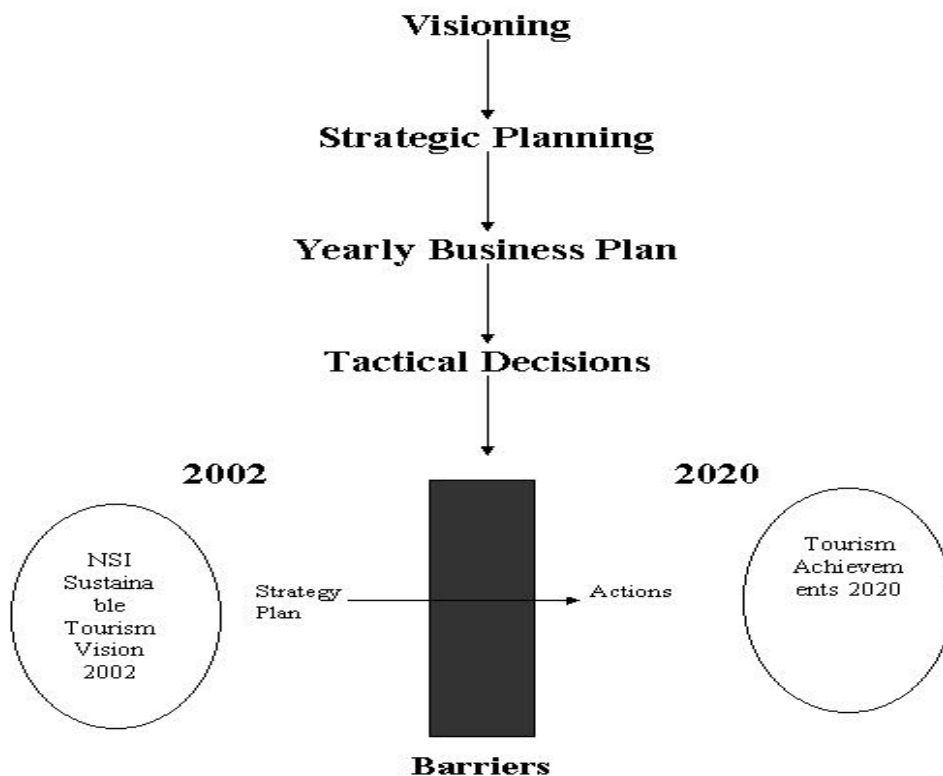 Visioning
Strategic Planning
Yearly Business Plan
Tactical Decisions
2002
2020
NSI
Sustaina
ble
Tourism
Vision
2002
Strategy
Plan
Actions
Tourism
Achievem
ents 2020
Barriers